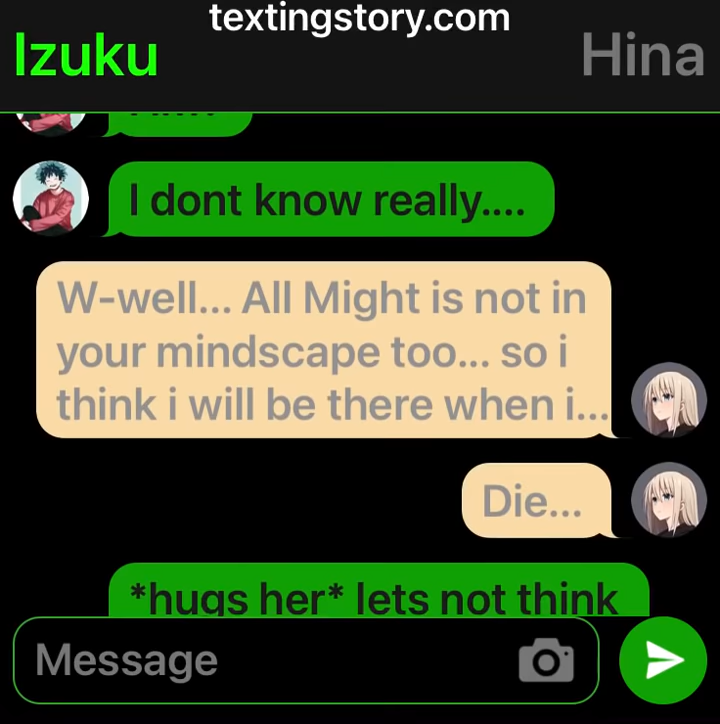 textingstory.com
Izuku
Hina
I dont know really....
W-well... All Might is not in
your mindscape too... so i
think i will be there when i...
Die...
*hugs her* lets not think
Message